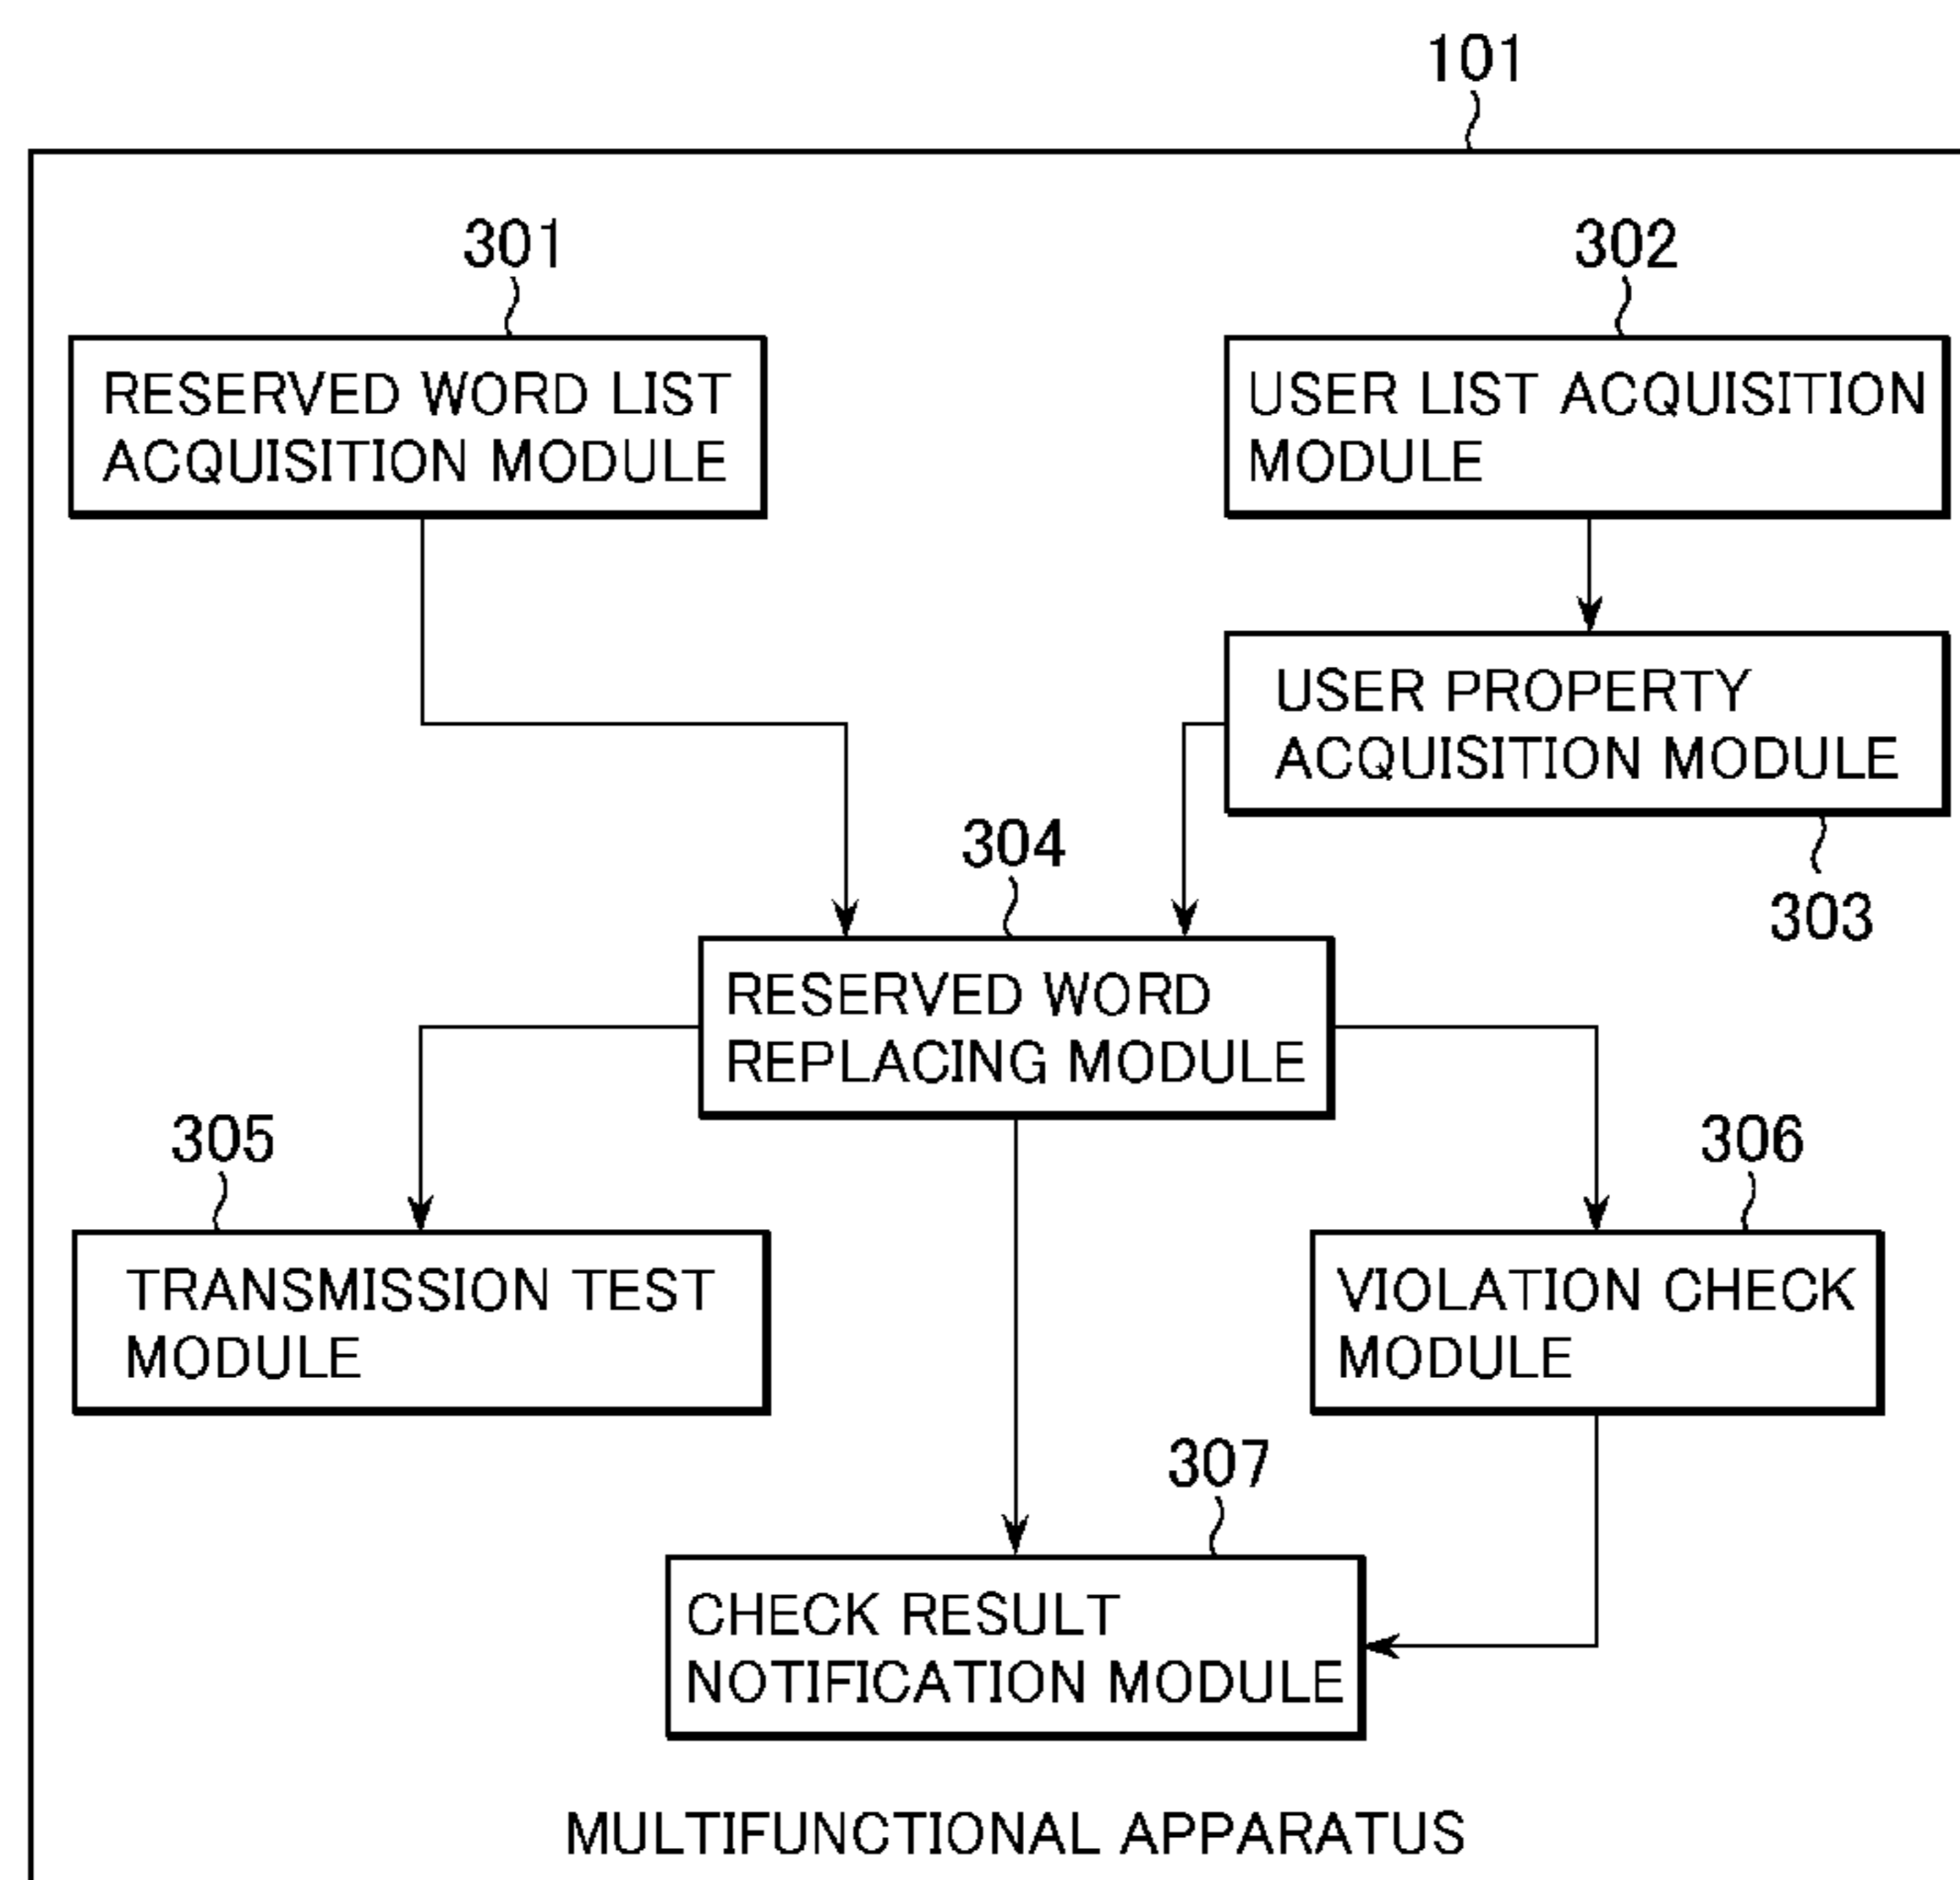 101
301
302
RESERVED WORD LIST
ACQUISITION MODULE
USER LIST ACQUISITION
MODULE
USER PROPERTY
ACQUISITION MODULE
303
304
RESERVED WORD
REPLACING MODULE
305
306
TRANSMISSION TEST
MODULE
VIOLATION CHECK
MODULE
307
CHECK RESULT
NOTIFICATION MODULE
MULTIFUNCTIONAL APPARATUS